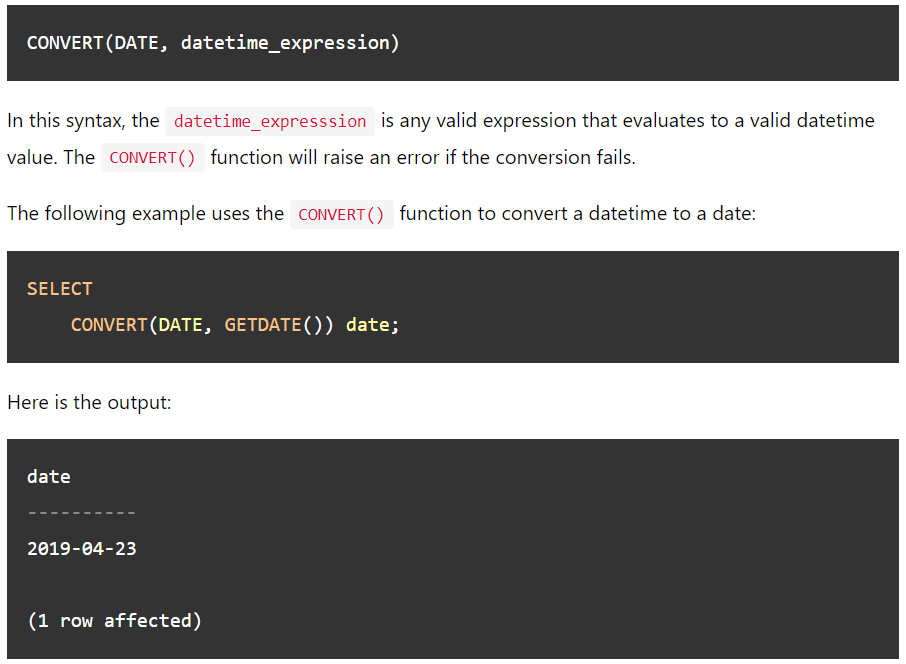 CONVERT(DATE, datetime_expression)
In this syntax, the datetime_expresssion is any valid expression that evaluates to a valid datetime
value. The CONVERT() function will raise an error if the conversion fails.
The following example uses the CONVERT() function to convert a datetime to a date:
SELECT
    CONVERT(DATE, GETDATE()) date;
Here is the output:
date
----------
2019-04-23
(1 row affected)